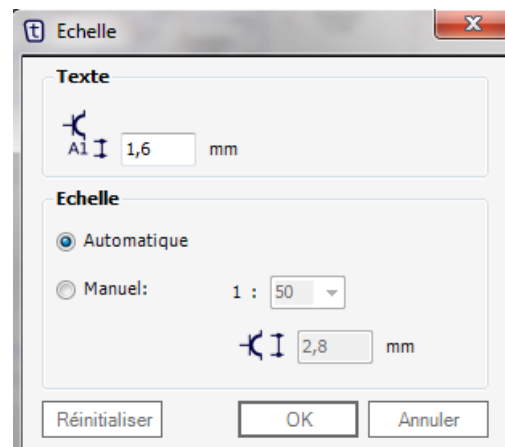 t Echelle x
Texte
A1 1,6 mm
Echelle
Automatique
Manuel: 1 : 50
2,8 mm
Réinitialiser OK Annuler